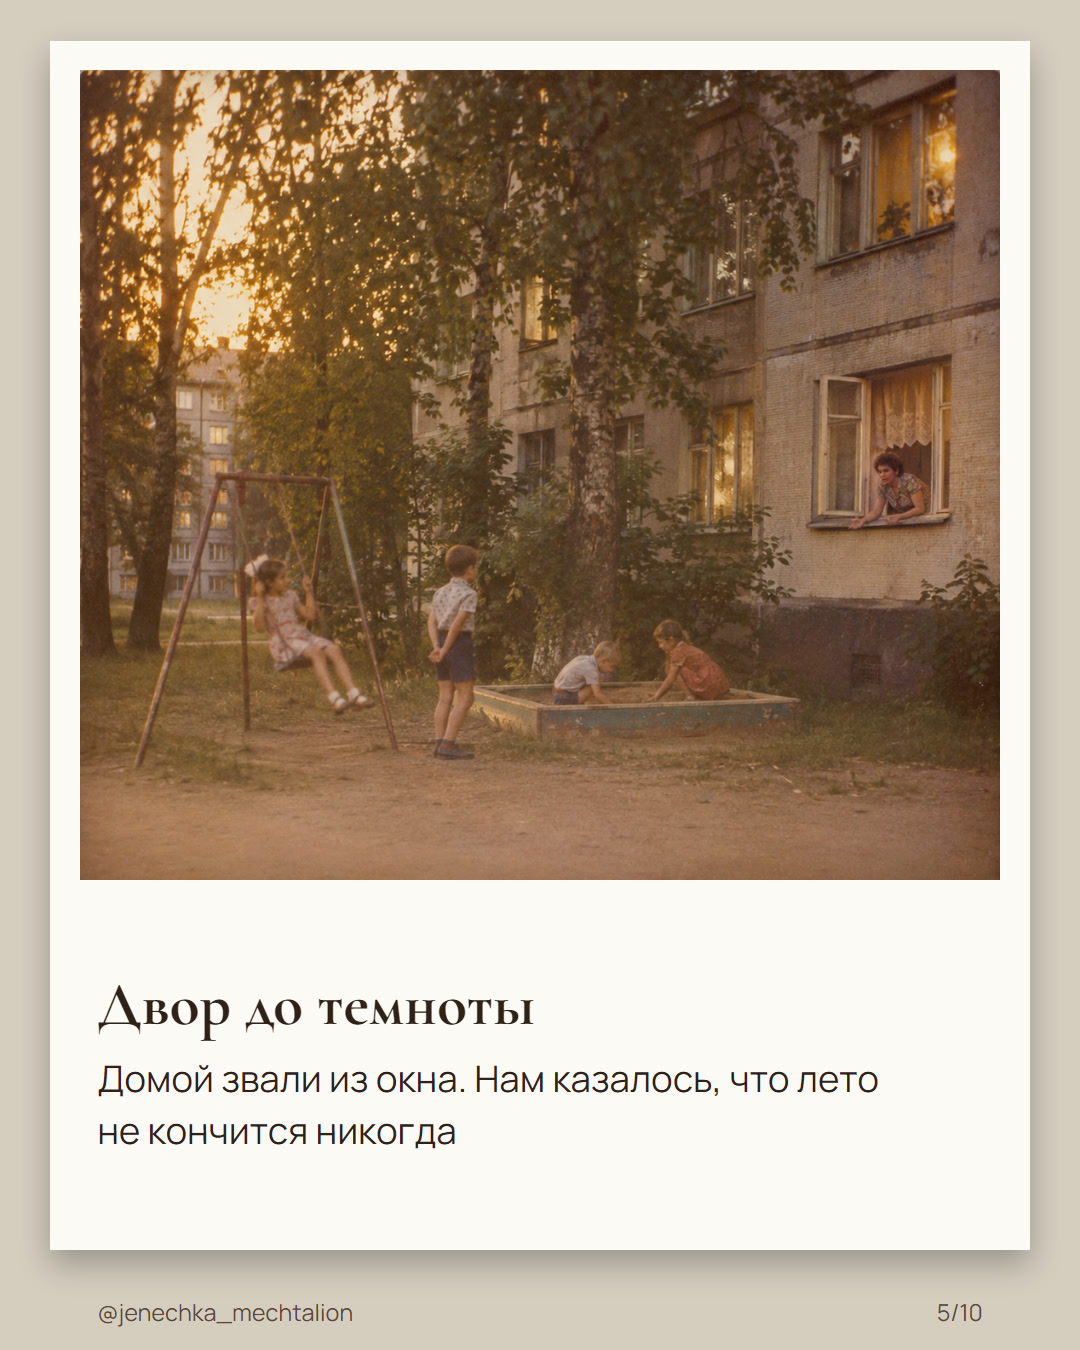 Двор до темноты
Домой звали из окна. Нам казалось, что лето
не кончится никогда
@jenechka_mechtalion
5/10